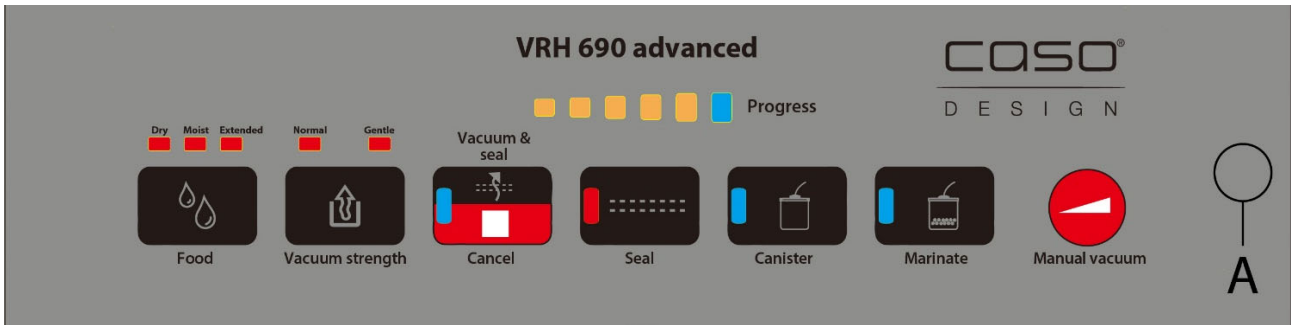 VRH 690 advanced
caso®
DESIGN
Progress
Dry Moist Extended Normal Gentle
Vacuum &
seal
Food Vacuum strength Cancel Seal Canister Marinate Manual vacuum
A